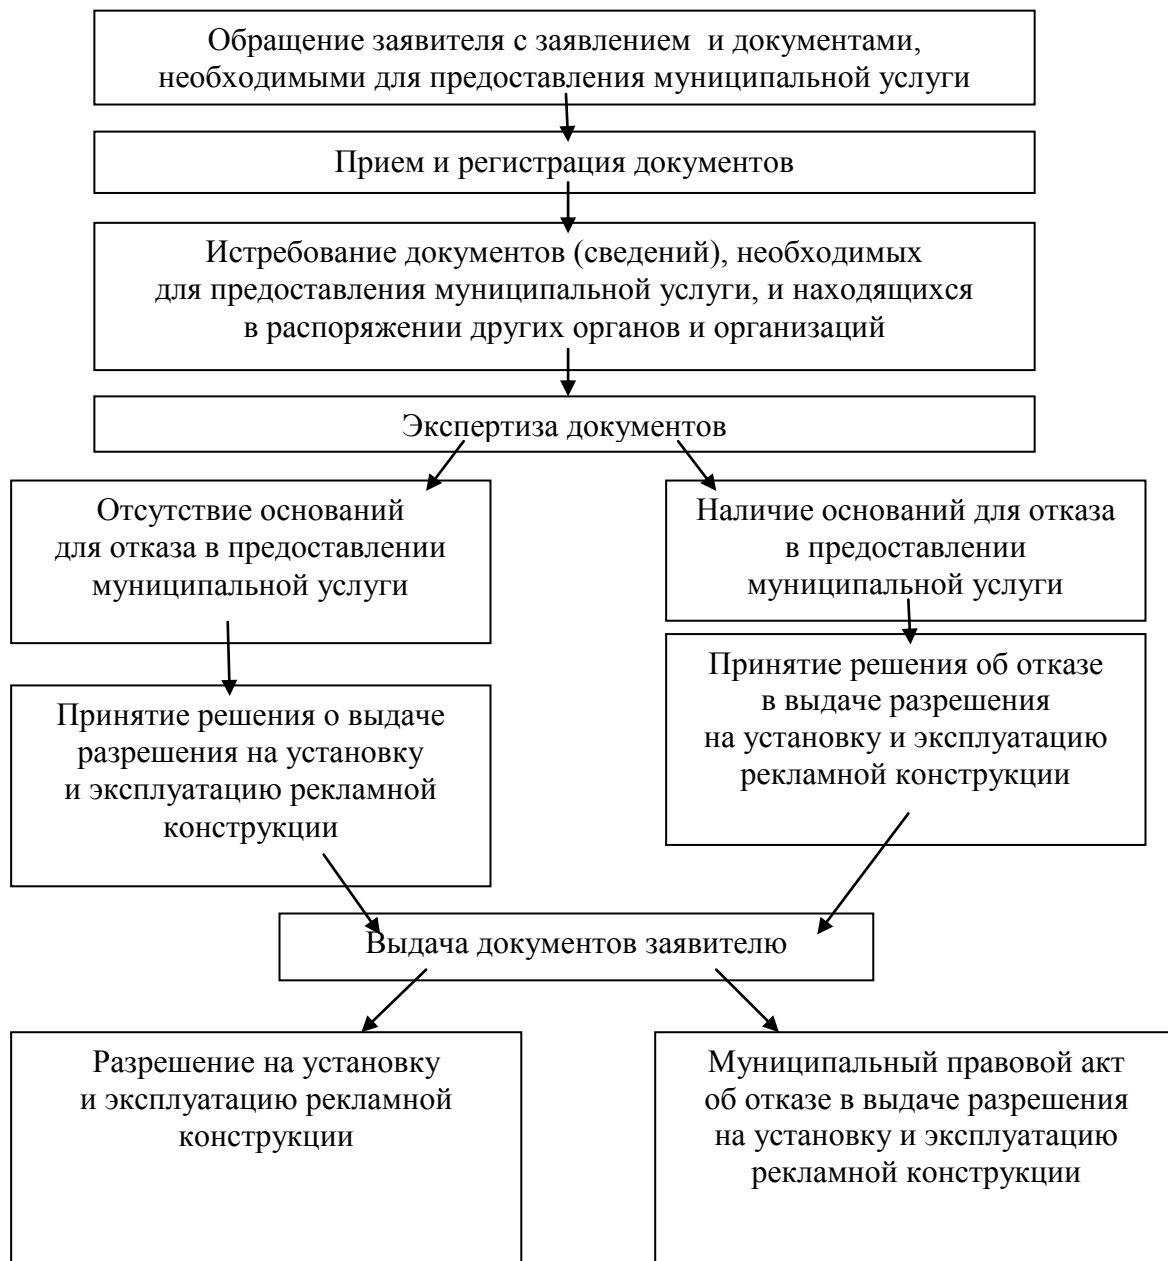 Обращение заявителя с заявлением и документами,
необходимыми для предоставления муниципальной услуги
Прием и регистрация документов
Истребование документов (сведений), необходимых
для предоставления муниципальной услуги, и находящихся
в распоряжении других органов и организаций
Экспертиза документов
Отсутствие оснований
для отказа в предоставлении
муниципальной услуги
Наличие оснований для отказа
в предоставлении
муниципальной услуги
Принятие решения о выдаче
разрешения на установку
и эксплуатацию рекламной
конструкции
Принятие решения об отказе
в выдаче разрешения
на установку и эксплуатацию
рекламной конструкции
Выдача документов заявителю
Разрешение на установку
и эксплуатацию рекламной
конструкции
Муниципальный правовой акт
об отказе в выдаче разрешения
на установку и эксплуатацию
рекламной конструкции